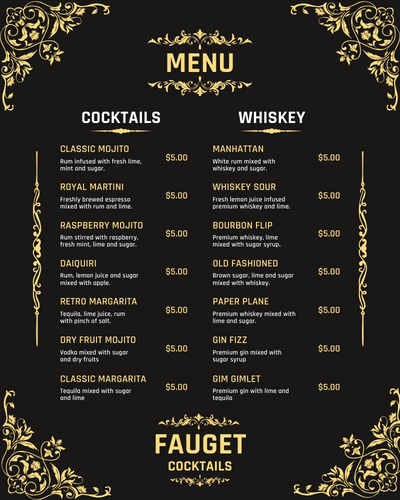 MENU
COCKTAILS
CLASSIC MOJITO
Rum infused with fresh lime,
mint and sugar.
$5.00
ROYAL MARTINI
Freshly brewed espresso
mixed with rum and lime.
$5.00
RASPBERRY MOJITO
Rum stirred with raspberry,
fresh mint, lime and sugar.
$5.00
DAIQUIRI
Rum, lemon juice and sugar
mixed with apple.
$5.00
RETRO MARGARITA
Tequila, lime juice, rum
with pinch of salt.
$5.00
DRY FRUIT MOJITO
Vodka mixed with sugar
and dry fruits
$5.00
CLASSIC MARGARITA
Tequila mixed with sugar
and lime
$5.00
WHISKEY
MANHATTAN
White rum mixed with
whiskey and sugar.
$5.00
WHISKEY SOUR
Fresh lemon juice infused
premium whiskey and lime.
$5.00
BOURBON FLIP
Premium whiskey, lime
mixed with sugar syrup.
$5.00
OLD FASHIONED
Brown sugar, lime and sugar
mixed with whiskey.
$5.00
PAPER PLANE
Premium whiskey mixed with
lime and sugar.
$5.00
GIN FIZZ
Premium gin mixed with
sugar syrup
$5.00
GIM GIMLET
Premium gin with lime and
tequila
$5.00
FAUGET
COCKTAILS